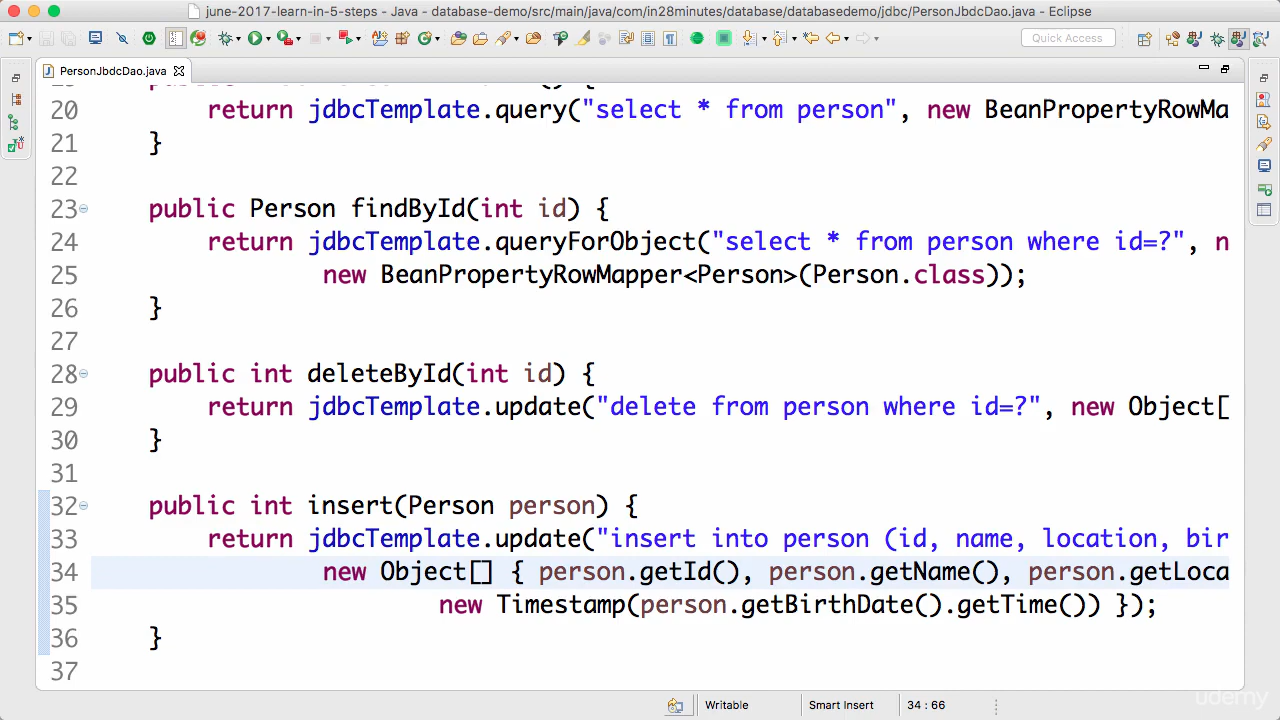 june-2017-learn-in-5-steps - Java - database-demo/src/main/java/com/in28minutes/database/databasedemo/jdbc/PersonJbdcDao.java - Eclipse
Quick Access
PersonJbdcDao.java
20 return jdbcTemplate.query("select * from person", new BeanPropertyRowMa
21 }
22
23 public Person findById(int id) {
24 return jdbcTemplate.queryForObject("select * from person where id=?", n
25 new BeanPropertyRowMapper<Person>(Person.class));
26 }
27
28 public int deleteById(int id) {
29 return jdbcTemplate.update("delete from person where id=?", new Object[
30 }
31
32 public int insert(Person person) {
33 return jdbcTemplate.update("insert into person (id, name, location, bir
34 new Object[] { person.getId(), person.getName(), person.getLoca
35 new Timestamp(person.getBirthDate().getTime()) });
36 }
37
Writable Smart Insert 34 : 66
udemy